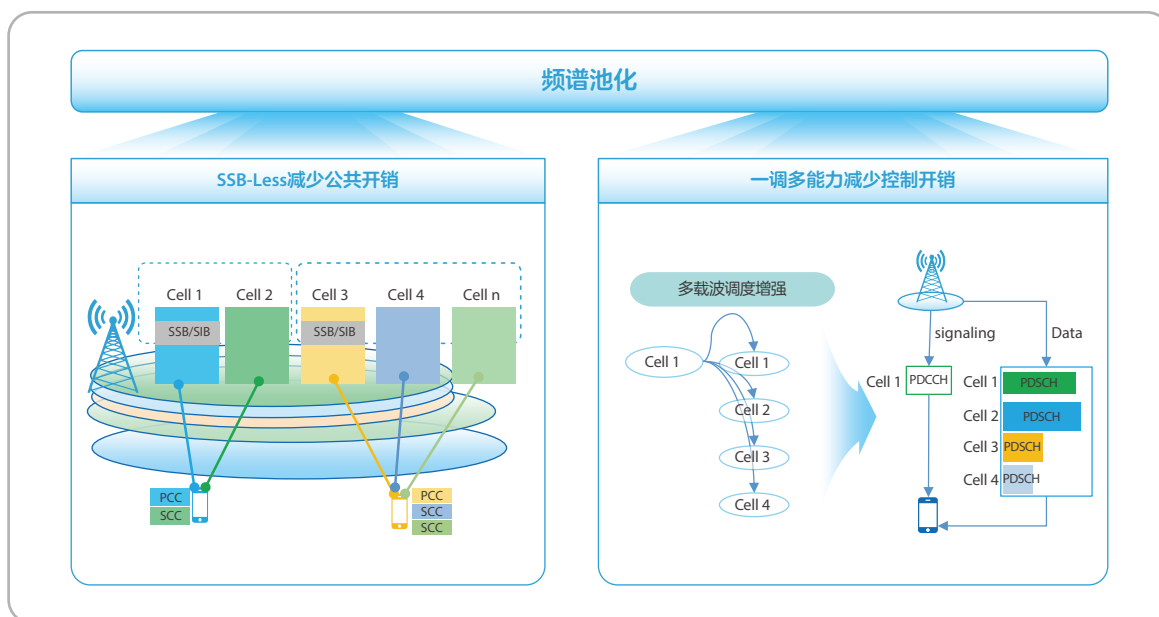 频谱池化
SSB-Less减少公共开销
Cell 1
Cell 2
Cell 3
Cell 4
Cell n
SSB/SIB
SSB/SIB
PCC
SCC
PCC
SCC
SCC
一调多能力减少控制开销
多载波调度增强
Cell 1
Cell 1
Cell 2
Cell 3
Cell 4
signaling
Data
Cell 1
PDCCH
Cell 1
PDSCH
Cell 2
PDSCH
Cell 3
PDSCH
Cell 4
PDSCH